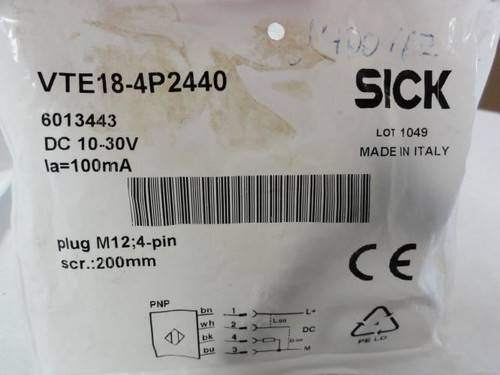 VTE18-4P2440
SICK
6013443
DC 10-30V
Ia=100mA
LOT 1049
MADE IN ITALY
plug M12;4-pin
scr.:200mm
CE
PNP
bn 1 L+
wh 2 DC
bk 4
bu 3 M
4
PE LD